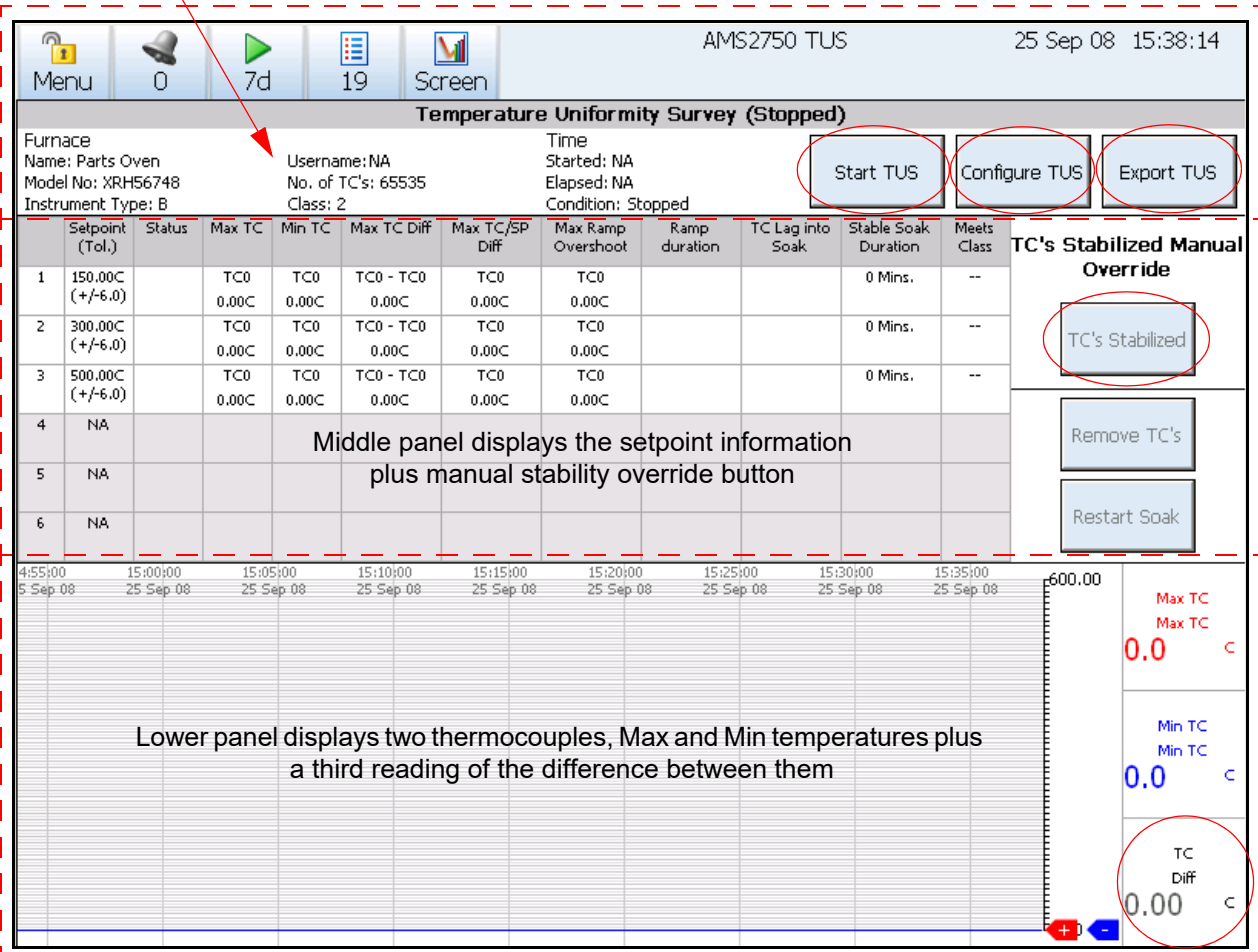 AMS2750 TUS 25 Sep 08 15:38:14
Menu 0 7d 19 Screen
Temperature Uniformity Survey (Stopped)
Furnace Time
Name: Parts Oven Username:NA Started: NA
Model No: XRH56748 No. of TC's: 65535 Elapsed: NA
Instrument Type: B Class: 2 Condition: Stopped
Start TUS Configure TUS Export TUS
Setpoint Status Max TC Min TC Max TC Diff Max TC/SP Max Ramp Ramp TC Lag into Stable Soak Meets
(Tol.) Diff Overshoot duration Soak Duration Class
1 150.00C TC0 TC0 TC0 - TC0 TC0 TC0 0 Mins. --
(+/-6.0) 0.00C 0.00C 0.00C 0.00C 0.00C
2 300.00C TC0 TC0 TC0 - TC0 TC0 TC0 0 Mins. --
(+/-6.0) 0.00C 0.00C 0.00C 0.00C 0.00C
3 500.00C TC0 TC0 TC0 - TC0 TC0 TC0 0 Mins. --
(+/-6.0) 0.00C 0.00C 0.00C 0.00C 0.00C
4 NA
5 NA
6 NA
Middle panel displays the setpoint information
plus manual stability override button
TC's Stabilized Manual
Override
TC's Stabilized
Remove TC's
Restart Soak
4:55:00 15:00:00 15:05:00 15:10:00 15:15:00 15:20:00 15:25:00 15:30:00 15:35:00
5 Sep 08 25 Sep 08 25 Sep 08 25 Sep 08 25 Sep 08 25 Sep 08 25 Sep 08 25 Sep 08 25 Sep 08
600.00
Lower panel displays two thermocouples, Max and Min temperatures plus
a third reading of the difference between them
Max TC
Max TC
0.0 C
Min TC
Min TC
0.0 C
TC
Diff
0.00 C
+ -